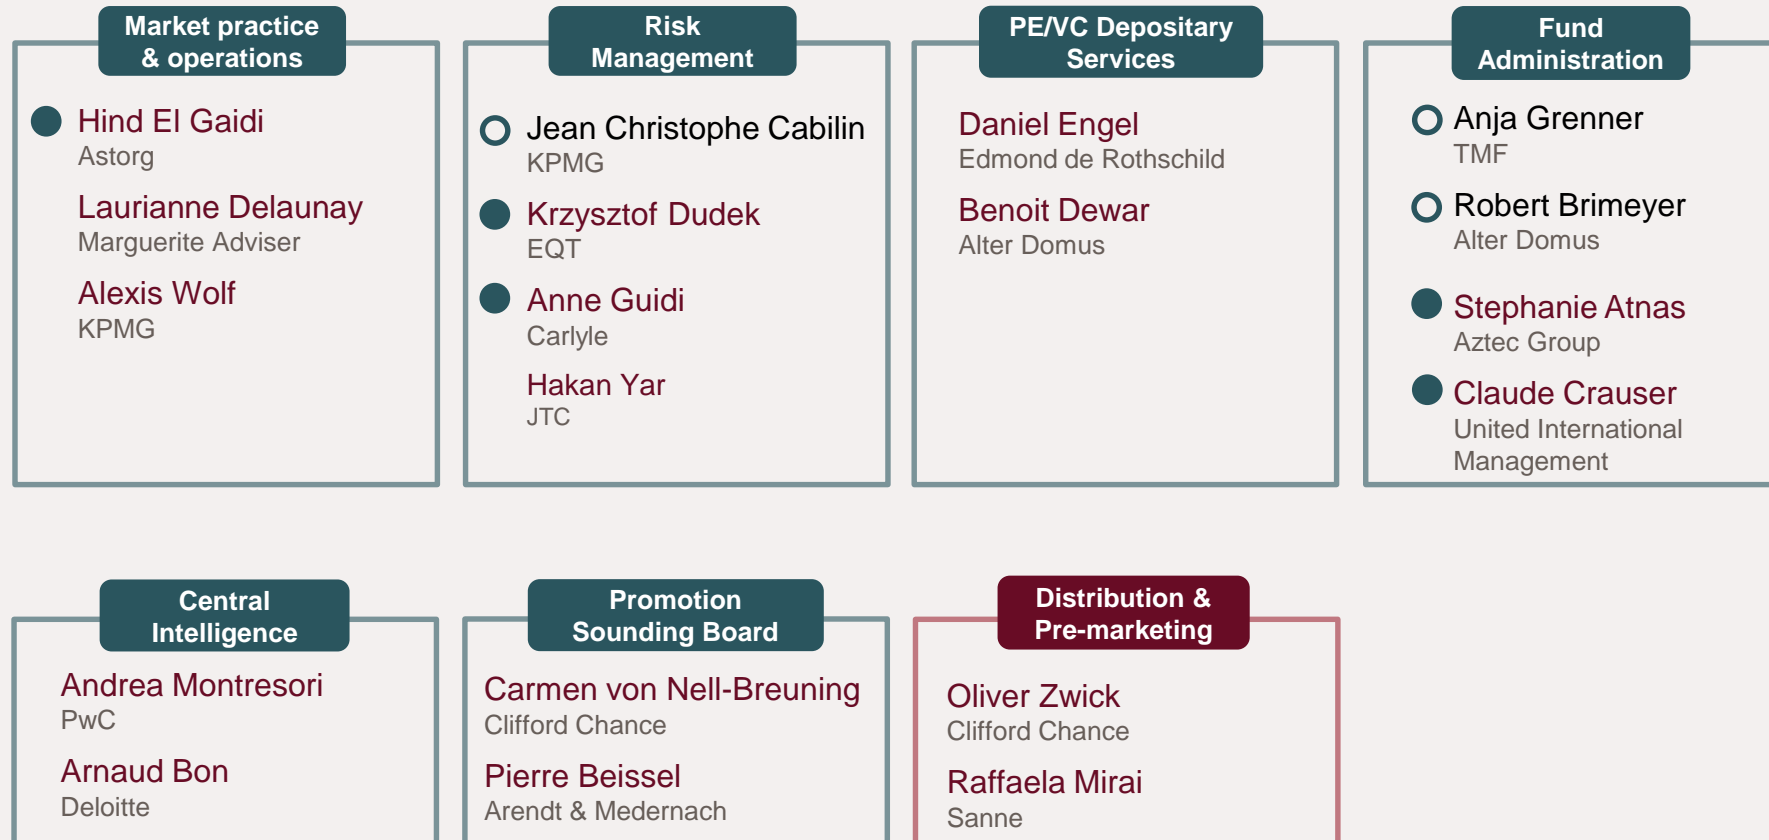 Market practice
& operations
Hind El Gaidi
Astorg
Laurianne Delaunay
Marguerite Adviser
Alexis Wolf
KPMG
Risk
Management
Jean Christophe Cabilin
KPMG
Krzysztof Dudek
EQT
Anne Guidi
Carlyle
Hakan Yar
JTC
PE/VC Depositary
Services
Daniel Engel
Edmond de Rothschild
Benoit Dewar
Alter Domus
Fund
Administration
Anja Grenner
TMF
Robert Brimeyer
Alter Domus
Stephanie Atnas
Aztec Group
Claude Crauser
United International
Management
Central
Intelligence
Andrea Montresori
PwC
Arnaud Bon
Deloitte
Promotion
Sounding Board
Carmen von Nell-Breuning
Clifford Chance
Pierre Beissel
Arendt & Medernach
Distribution &
Pre-marketing
Oliver Zwick
Clifford Chance
Raffaela Mirai
Sanne